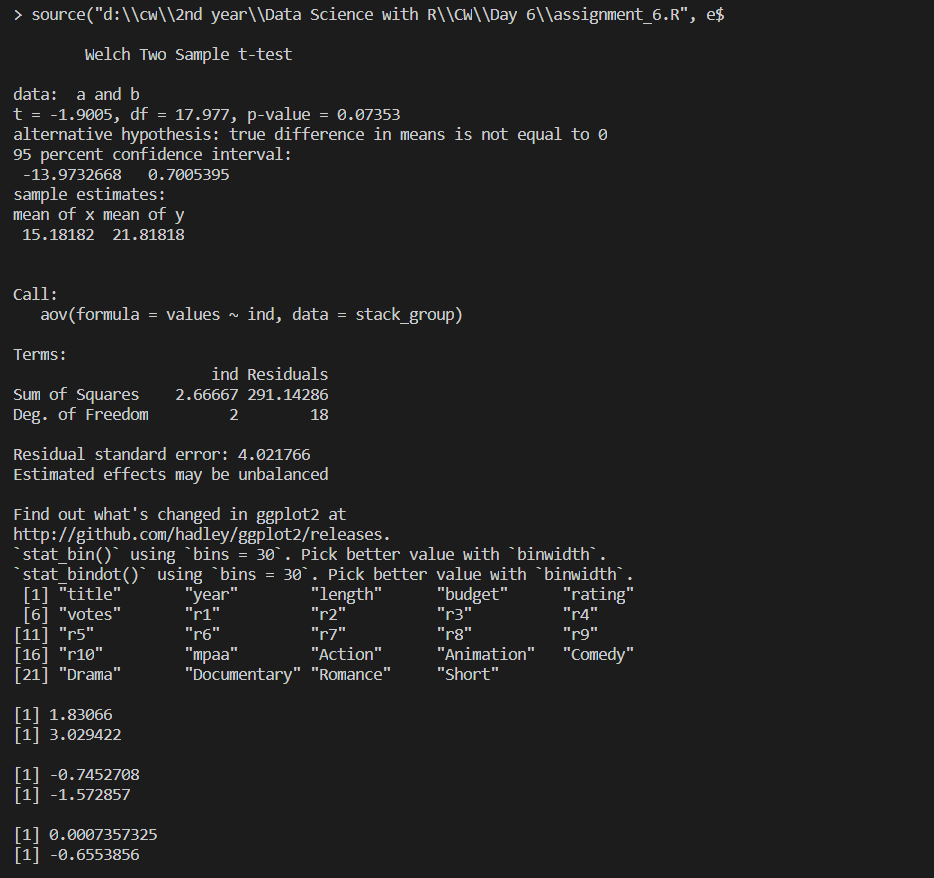 > source("d:\\cw\\2nd year\\Data Science with R\\CW\\Day 6\\assignment_6.R", e$
Welch Two Sample t-test
data:  a and b
t = -1.9005, df = 17.977, p-value = 0.07353
alternative hypothesis: true difference in means is not equal to 0
95 percent confidence interval:
 -13.9732668   0.7005395
sample estimates:
mean of x mean of y
 15.18182  21.81818
Call:
   aov(formula = values ~ ind, data = stack_group)
Terms:
                      ind Residuals
Sum of Squares    2.66667 291.14286
Deg. of Freedom         2        18
Residual standard error: 4.021766
Estimated effects may be unbalanced
Find out what's changed in ggplot2 at
http://github.com/hadley/ggplot2/releases.
`stat_bin()` using `bins = 30`. Pick better value with `binwidth`.
`stat_bindot()` using `bins = 30`. Pick better value with `binwidth`.
 [1] "title"       "year"        "length"      "budget"      "rating"
 [6] "votes"       "r1"          "r2"          "r3"          "r4"
[11] "r5"          "r6"          "r7"          "r8"          "r9"
[16] "r10"         "mpaa"        "Action"      "Animation"   "Comedy"
[21] "Drama"       "Documentary" "Romance"     "Short"
[1] 1.83066
[1] 3.029422
[1] -0.7452708
[1] -1.572857
[1] 0.0007357325
[1] -0.6553856